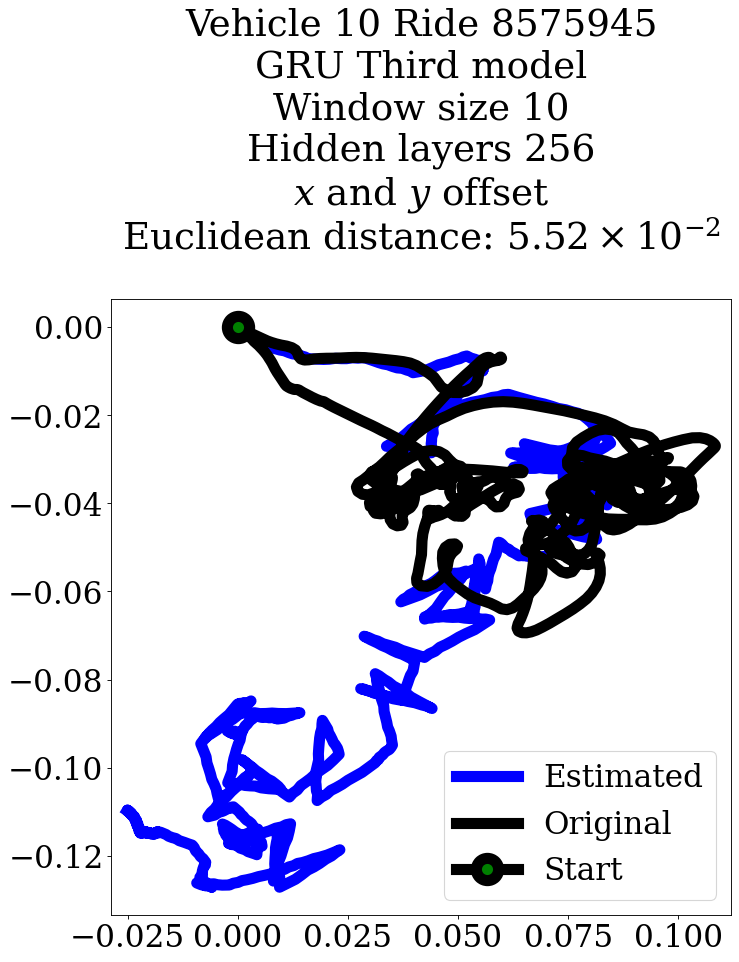 Vehicle 10 Ride 8575945
GRU Third model
Window size 10
Hidden layers 256
x and y offset
Euclidean distance: 5.52 × 10⁻²
0.00
−0.02
−0.04
−0.06
−0.08
−0.10
−0.12
Estimated
Original
Start
−0.025 0.000 0.025 0.050 0.075 0.100